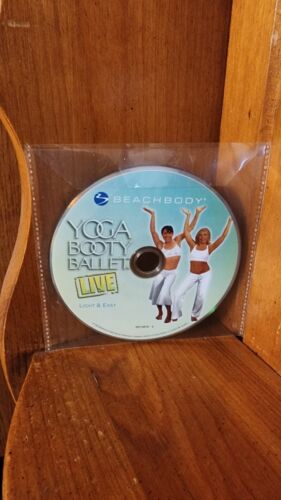 BEACHBODY®
YOGA
BOOTY
BALLET
LIVE
LIGHT & EASY